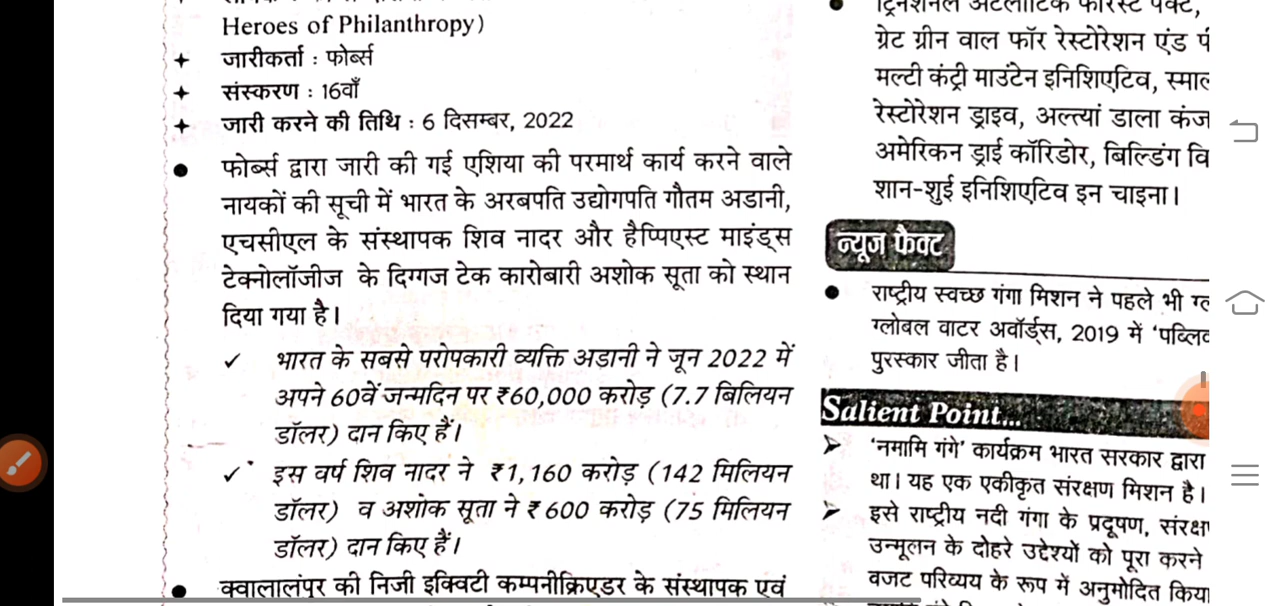 Heroes of Philanthropy)
जारीकर्ता : फोर्ब्स
संस्करण : 16वाँ
जारी करने की तिथि : 6 दिसम्बर, 2022
फोर्ब्स द्वारा जारी की गई एशिया की परमार्थ कार्य करने वाले
नायकों की सूची में भारत के अरबपति उद्योगपति गौतम अडानी,
एचसीएल के संस्थापक शिव नादर और हैप्पिएस्ट माइंड्स
टेक्नोलॉजीज के दिग्गज टेक कारोबारी अशोक सूता को स्थान
दिया गया है।
✓ भारत के सबसे परोपकारी व्यक्ति अडानी ने जून 2022 में
अपने 60वें जन्मदिन पर ₹60,000 करोड़ (7.7 बिलियन
डॉलर) दान किए हैं।
✓ इस वर्ष शिव नादर ने ₹1,160 करोड़ (142 मिलियन
डॉलर) व अशोक सूता ने ₹600 करोड़ (75 मिलियन
डॉलर) दान किए हैं।
क्वालालंपुर की निजी इक्विटी कम्पनीक्रिएडर के संस्थापक एवं
ट्रिनेशनल अटलांटिक फॉरेस्ट पैक्ट,
ग्रेट ग्रीन वाल फॉर रेस्टोरेशन एंड
मल्टी कंट्री माउंटेन इनिशिएटिव,
रेस्टोरेशन ड्राइव, अल्त्यां डाला
अमेरिकन ड्राई कॉरिडोर, बिल्डिंग
शान-शुई इनिशिएटिव इन चाइना।
न्यूज फैक्ट
राष्ट्रीय स्वच्छ गंगा मिशन ने पहले भी
ग्लोबल वाटर अवॉर्ड्स, 2019 में
पुरस्कार जीता है।
Salient Point...
'नमामि गंगे' कार्यक्रम भारत सरकार द्वारा
था। यह एक एकीकृत संरक्षण मिशन है।
इसे राष्ट्रीय नदी गंगा के प्रदूषण,
उन्मूलन के दोहरे उद्देश्यों को पूरा करने
बजट परिव्यय के रूप में अनुमोदित